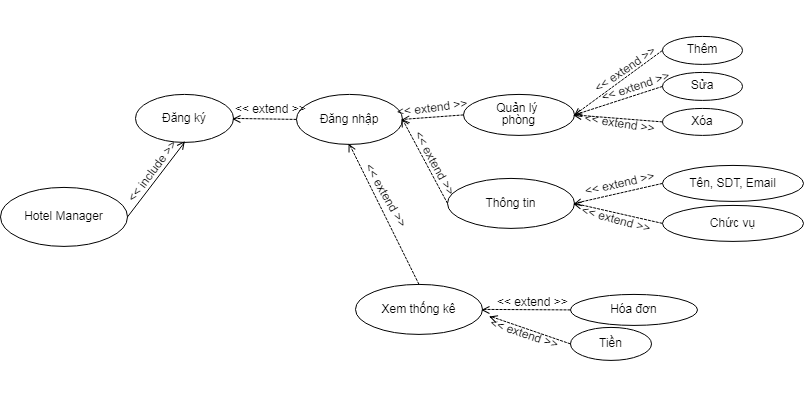 Thêm
<< extend >>
<< extend >>
Sửa
Đăng ký
<< extend >>
Đăng nhập
<< extend >>
Quản lý
phòng
<< extend >>
Xóa
<< include >>
<< extend >>
<< extend >>
Hotel Manager
Thông tin
<< extend >>
Tên, SDT, Email
<< extend >>
Chức vụ
Xem thống kê
<< extend >>
Hóa đơn
<< extend >>
Tiền